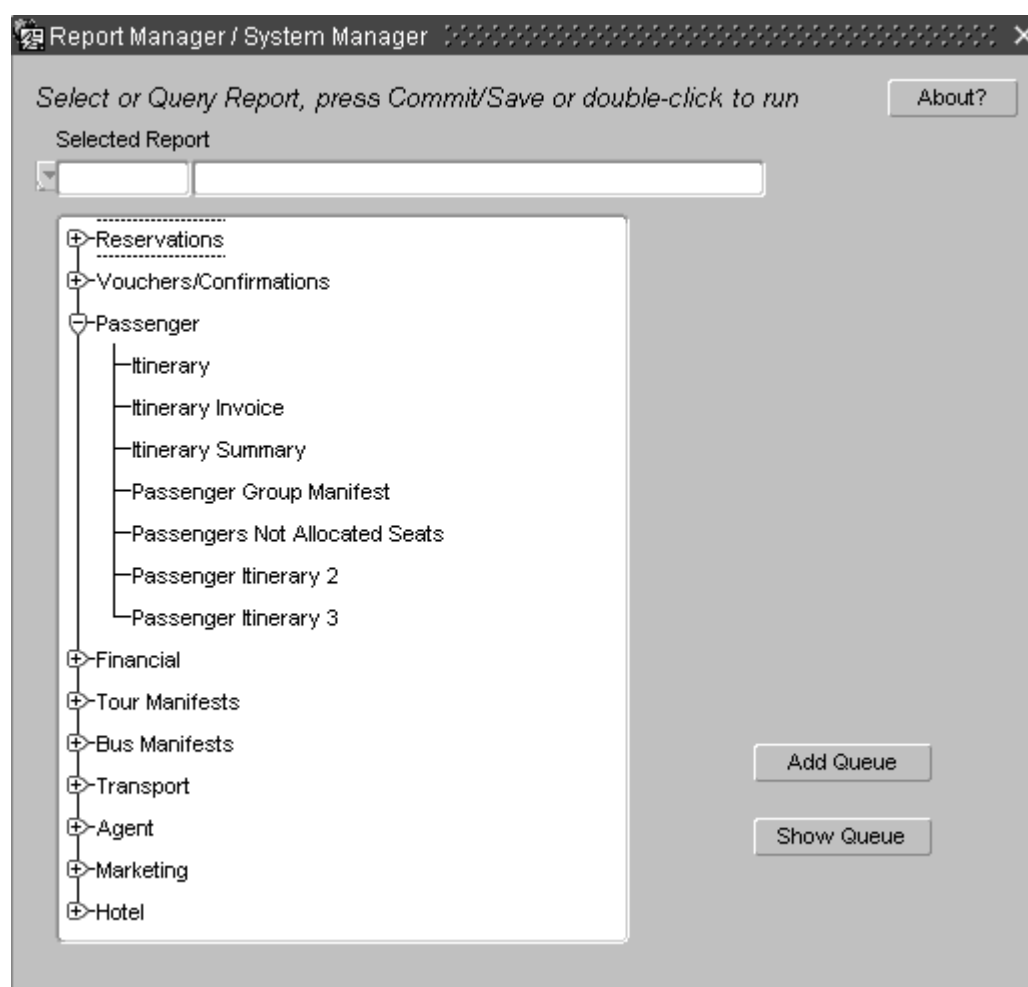 Report Manager / System Manager
Select or Query Report, press Commit/Save or double-click to run
About?
Selected Report
Reservations
Vouchers/Confirmations
Passenger
Itinerary
Itinerary Invoice
Itinerary Summary
Passenger Group Manifest
Passengers Not Allocated Seats
Passenger Itinerary 2
Passenger Itinerary 3
Financial
Tour Manifests
Bus Manifests
Add Queue
Transport
Agent
Show Queue
Marketing
Hotel